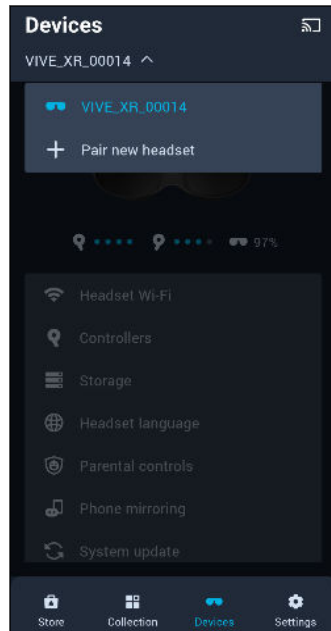 Devices
VIVE_XR_00014
VIVE_XR_00014
Pair new headset
97%
Headset Wi-Fi
Controllers
Storage
Headset language
Parental controls
Phone mirroring
System update
Store Collection Devices Settings